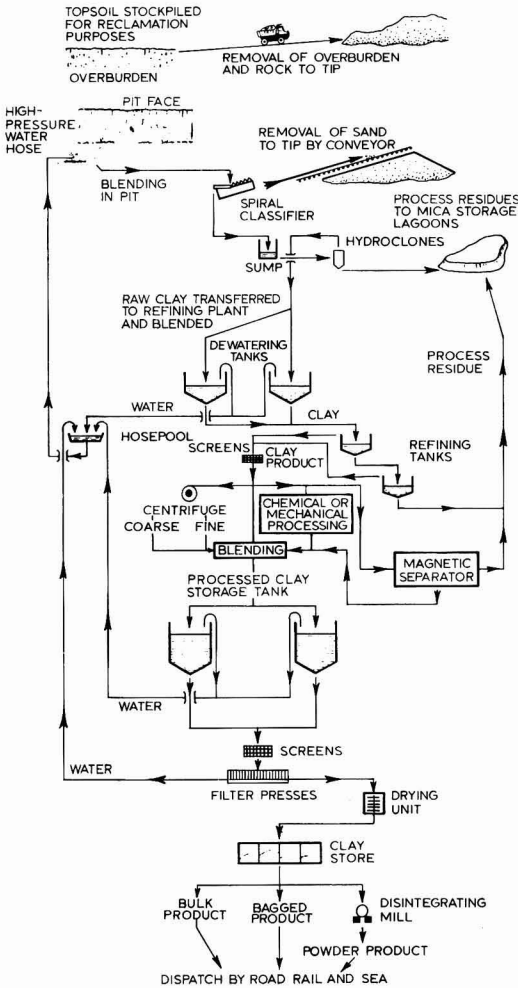 TOPSOIL STOCKPILED
FOR RECLAMATION
PURPOSES
OVERBURDEN
REMOVAL OF OVERBURDEN
AND ROCK TO TIP
PIT FACE
HIGH-
PRESSURE
WATER
HOSE
BLENDING
IN PIT
REMOVAL OF SAND
TO TIP BY CONVEYOR
SPIRAL
CLASSIFIER
PROCESS RESIDUES
TO MICA STORAGE
LAGOONS
HYDROCLONES
SUMP
RAW CLAY TRANSFERRED
TO REFINING PLANT
AND BLENDED
DEWATERING
TANKS
PROCESS
RESIDUE
WATER
CLAY
HOSEPOOL
SCREENS
CLAY
PRODUCT
REFINING
TANKS
CENTRIFUGE
COARSE FINE
CHEMICAL OR
MECHANICAL
PROCESSING
BLENDING
MAGNETIC
SEPARATOR
PROCESSED CLAY
STORAGE TANK
WATER
SCREENS
WATER
FILTER PRESSES
DRYING
UNIT
CLAY
STORE
BULK
PRODUCT
BAGGED
PRODUCT
DISINTEGRATING
MILL
POWDER PRODUCT
DISPATCH BY ROAD RAIL AND SEA